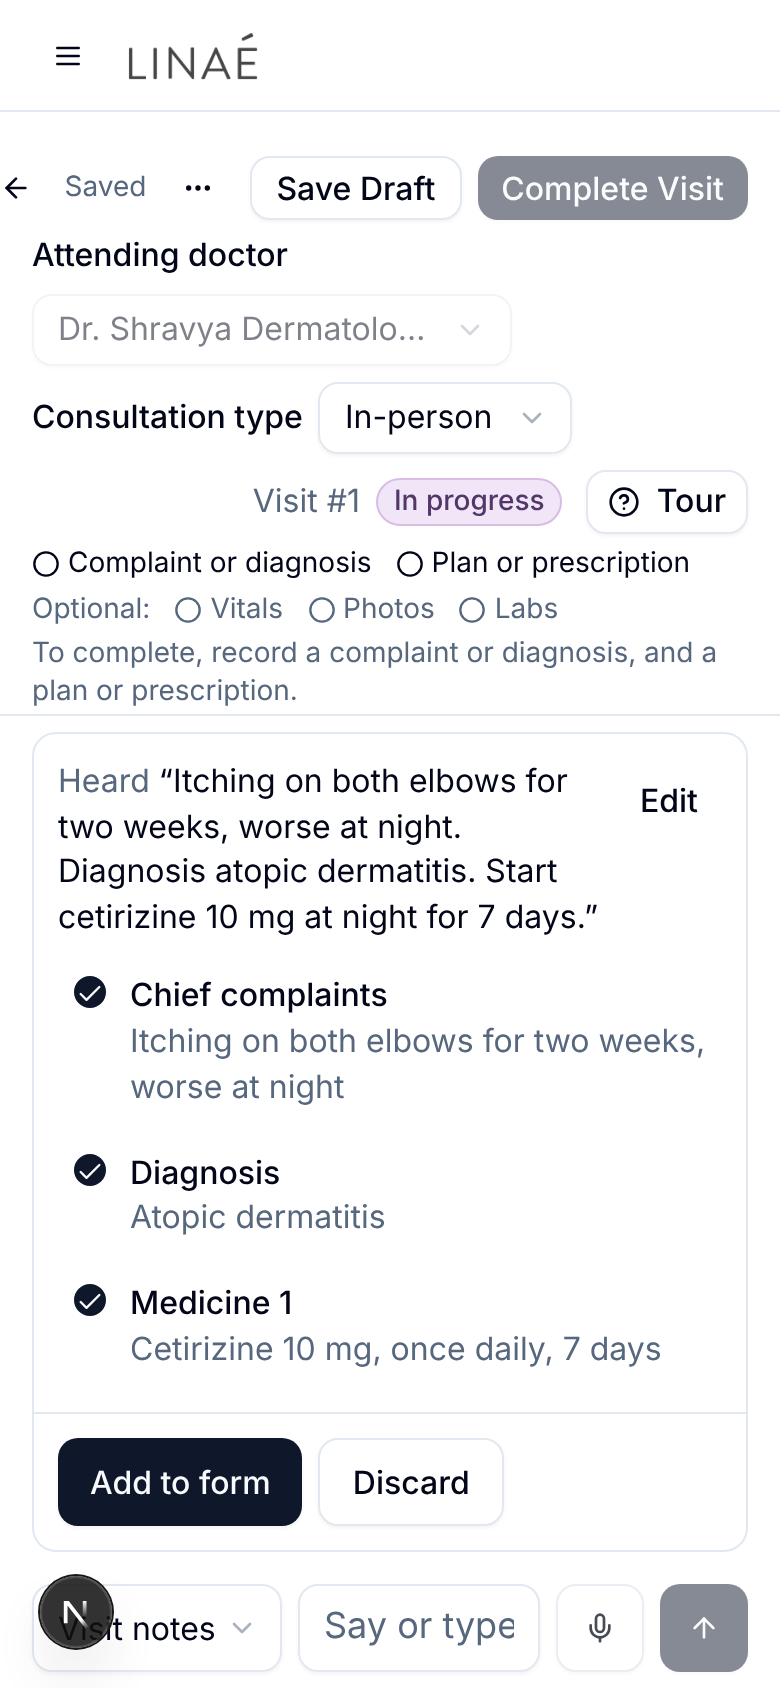 LINAÉ
Saved ... Save Draft Complete Visit
Attending doctor
Dr. Shravya Dermatolo...
Consultation type In-person
Visit #1 In progress Tour
Complaint or diagnosis Plan or prescription
Optional: Vitals Photos Labs
To complete, record a complaint or diagnosis, and a
plan or prescription.
Heard “Itching on both elbows for Edit
two weeks, worse at night.
Diagnosis atopic dermatitis. Start
cetirizine 10 mg at night for 7 days.”
Chief complaints
Itching on both elbows for two weeks,
worse at night
Diagnosis
Atopic dermatitis
Medicine 1
Cetirizine 10 mg, once daily, 7 days
Add to form Discard
N Visit notes Say or type